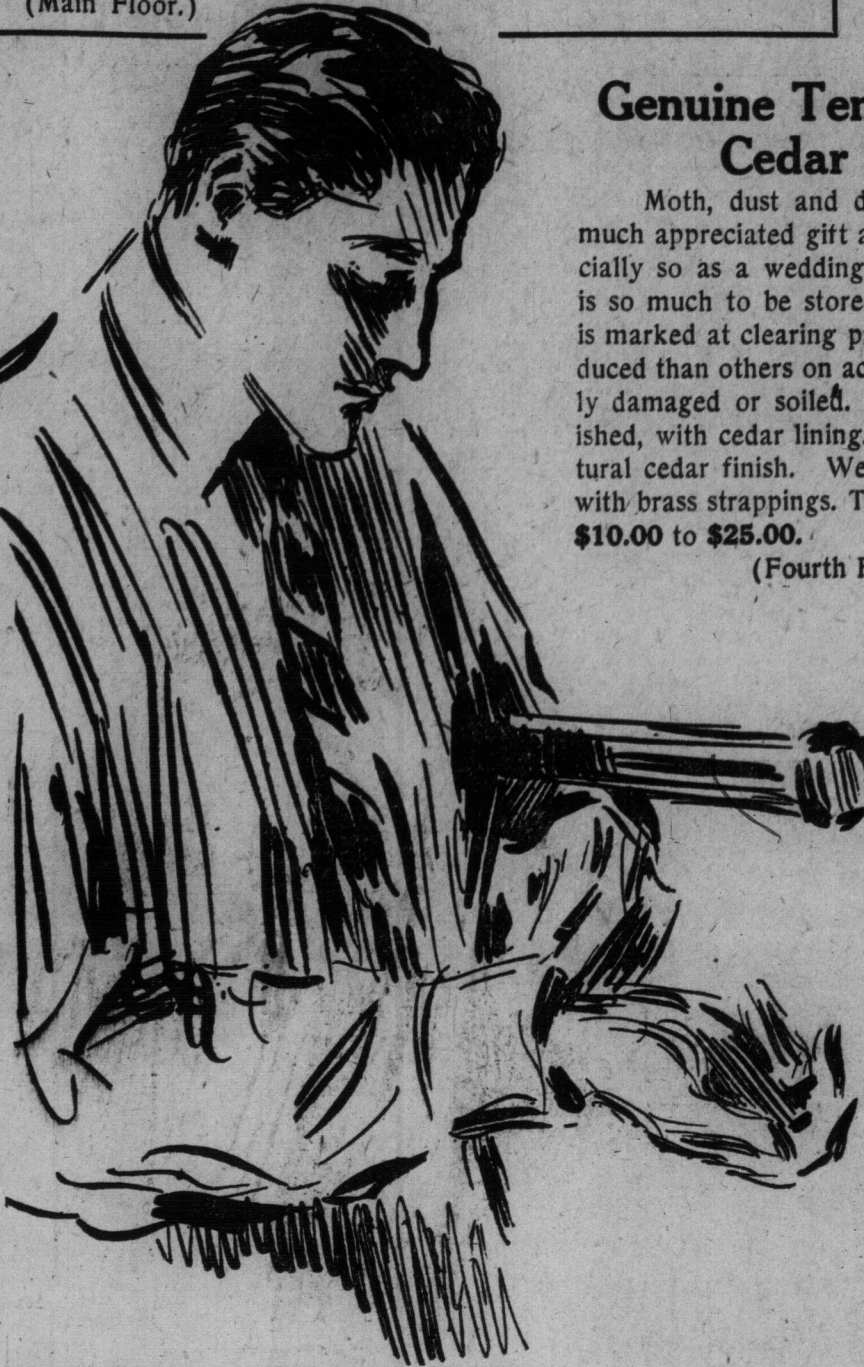 (Main Floor.)
Genuine Ten
Cedar
Moth, dust and d
much appreciated gift a
cially so as a wedding
is so much to be store
is marked at clearing p
duced than others on ac
ly damaged or soiled.
ished, with cedar lining.
tural cedar finish. We
with brass strappings. T
$10.00 to $25.00.
(Fourth F